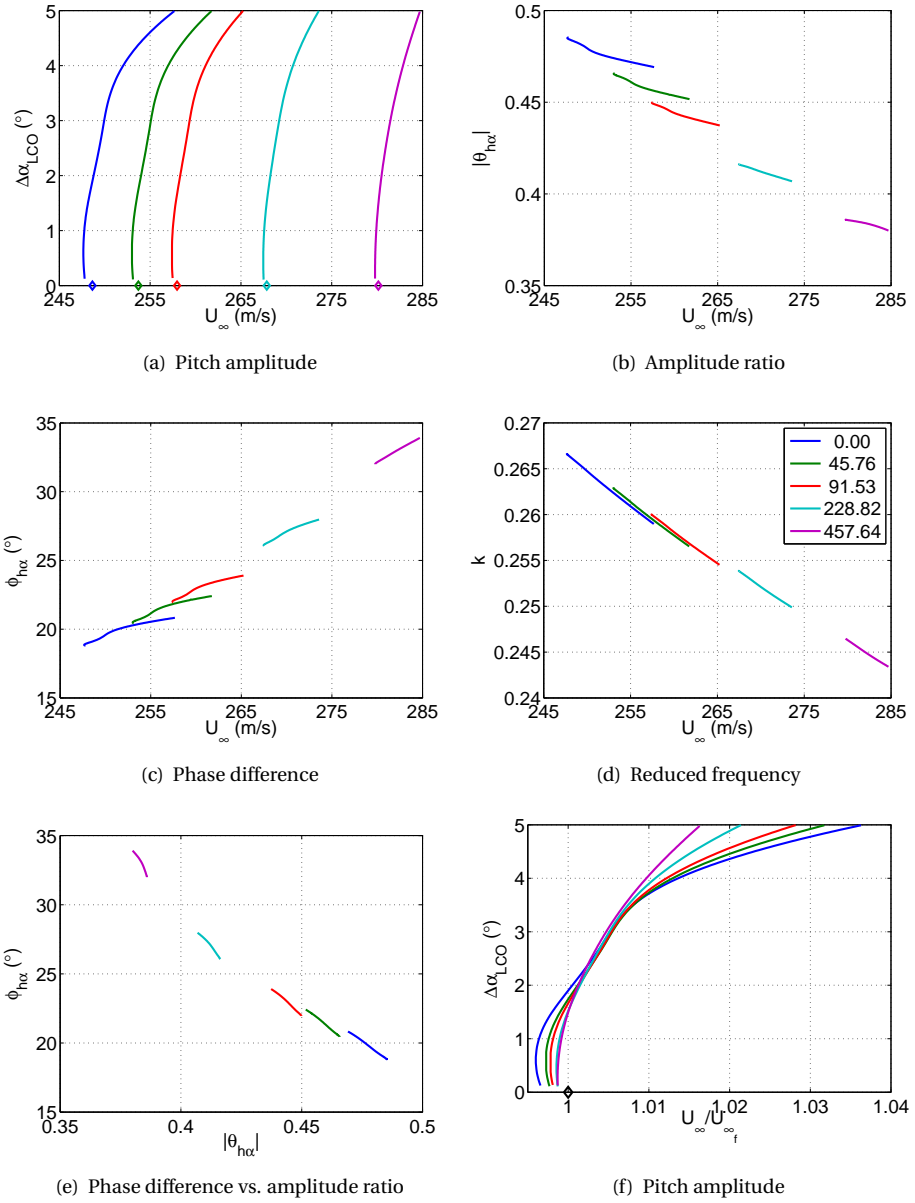 5
4
3
2
1
0
Δα_LCO (°)
245 255 265 275 285
U_∞ (m/s)
(a) Pitch amplitude
0.5
0.45
0.4
0.35
|θ_hα|
245 255 265 275 285
U_∞ (m/s)
(b) Amplitude ratio
35
30
25
20
15
ϕ_hα (°)
245 255 265 275 285
U_∞ (m/s)
(c) Phase difference
0.27
0.265
0.26
0.255
0.25
0.245
0.24
k
0.00
45.76
91.53
228.82
457.64
245 255 265 275 285
U_∞ (m/s)
(d) Reduced frequency
35
30
25
20
15
ϕ_hα (°)
0.35 0.4 0.45 0.5
|θ_hα|
(e) Phase difference vs. amplitude ratio
5
4
3
2
1
0
Δα_LCO (°)
1 1.01 1.02 1.03 1.04
U_∞/U_∞_f
(f) Pitch amplitude